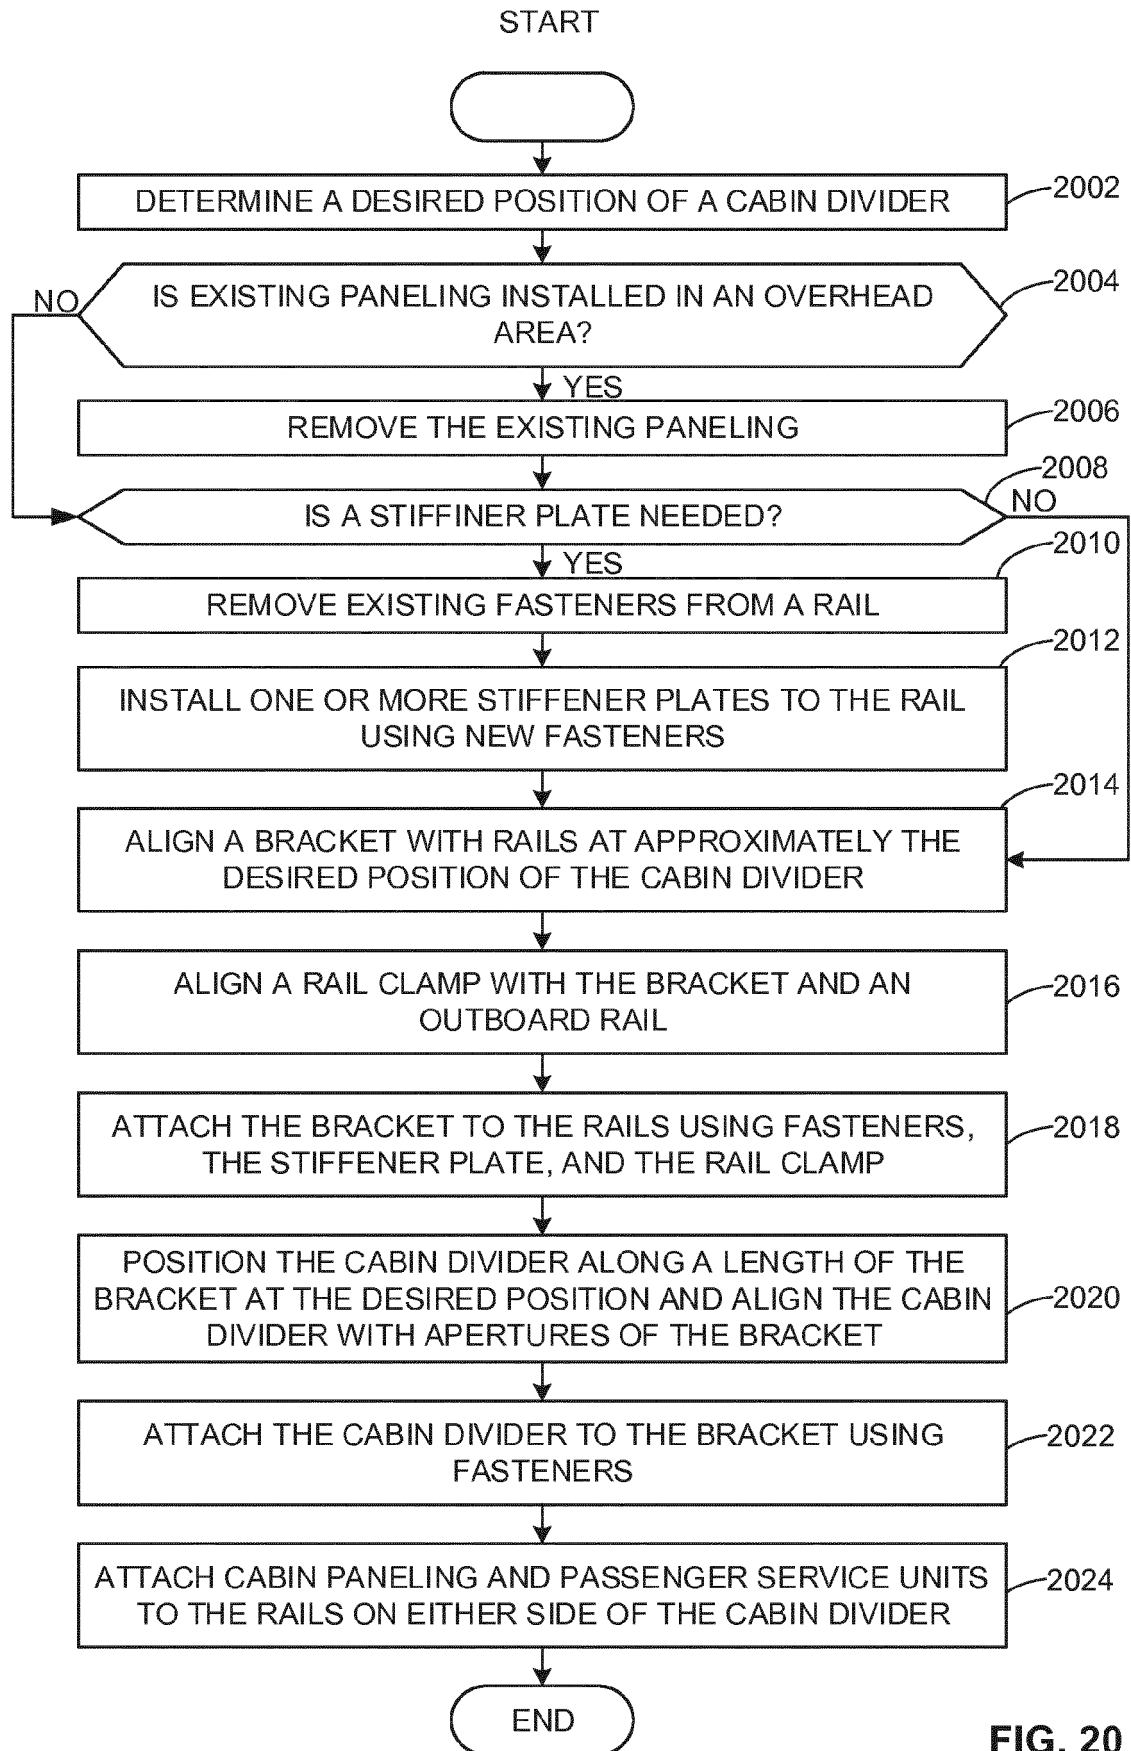 START
DETERMINE A DESIRED POSITION OF A CABIN DIVIDER
2002
IS EXISTING PANELING INSTALLED IN AN OVERHEAD
AREA?
2004
NO
YES
REMOVE THE EXISTING PANELING
2006
2008
IS A STIFFINER PLATE NEEDED?
NO
YES
2010
REMOVE EXISTING FASTENERS FROM A RAIL
2012
INSTALL ONE OR MORE STIFFENER PLATES TO THE RAIL
USING NEW FASTENERS
2014
ALIGN A BRACKET WITH RAILS AT APPROXIMATELY THE
DESIRED POSITION OF THE CABIN DIVIDER
ALIGN A RAIL CLAMP WITH THE BRACKET AND AN
OUTBOARD RAIL
2016
ATTACH THE BRACKET TO THE RAILS USING FASTENERS,
THE STIFFENER PLATE, AND THE RAIL CLAMP
2018
POSITION THE CABIN DIVIDER ALONG A LENGTH OF THE
BRACKET AT THE DESIRED POSITION AND ALIGN THE CABIN
DIVIDER WITH APERTURES OF THE BRACKET
2020
ATTACH THE CABIN DIVIDER TO THE BRACKET USING
FASTENERS
2022
ATTACH CABIN PANELING AND PASSENGER SERVICE UNITS
TO THE RAILS ON EITHER SIDE OF THE CABIN DIVIDER
2024
END
FIG. 20